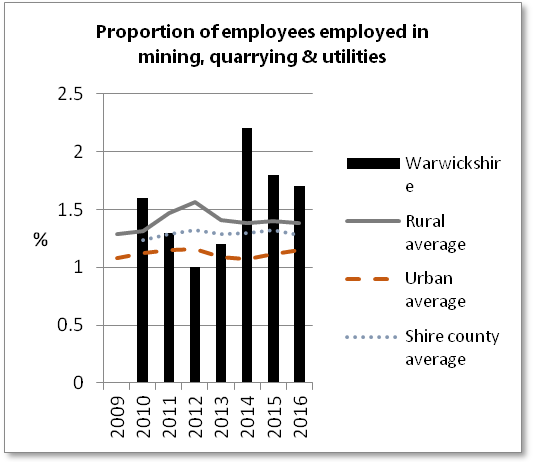 Proportion of employees employed in
mining, quarrying & utilities
2.5
2
1.5
1
0.5
0
%
2009
2010
2011
2012
2013
2014
2015
2016
Warwickshir
e
Rural
average
Urban
average
Shire county
average